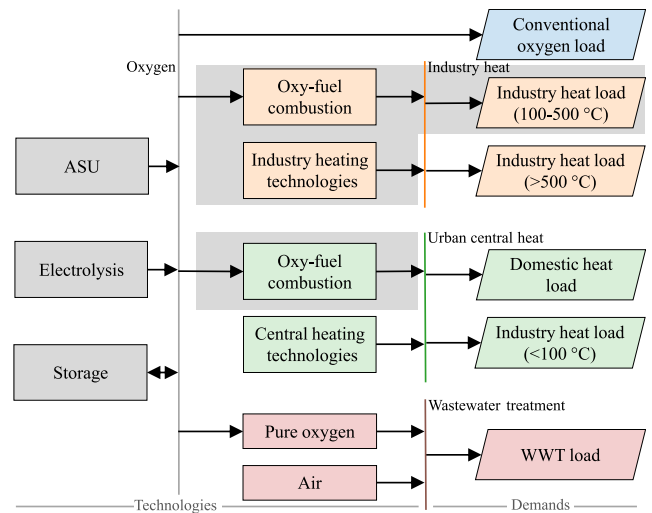 Conventional
oxygen load
Oxygen
Industry heat
Oxy-fuel
combustion
Industry heat load
(100-500 °C)
ASU
Industry heating
technologies
Industry heat load
(>500 °C)
Urban central heat
Electrolysis
Oxy-fuel
combustion
Domestic heat
load
Central heating
technologies
Industry heat load
(<100 °C)
Storage
Wastewater treatment
Pure oxygen
WWT load
Air
Technologies
Demands